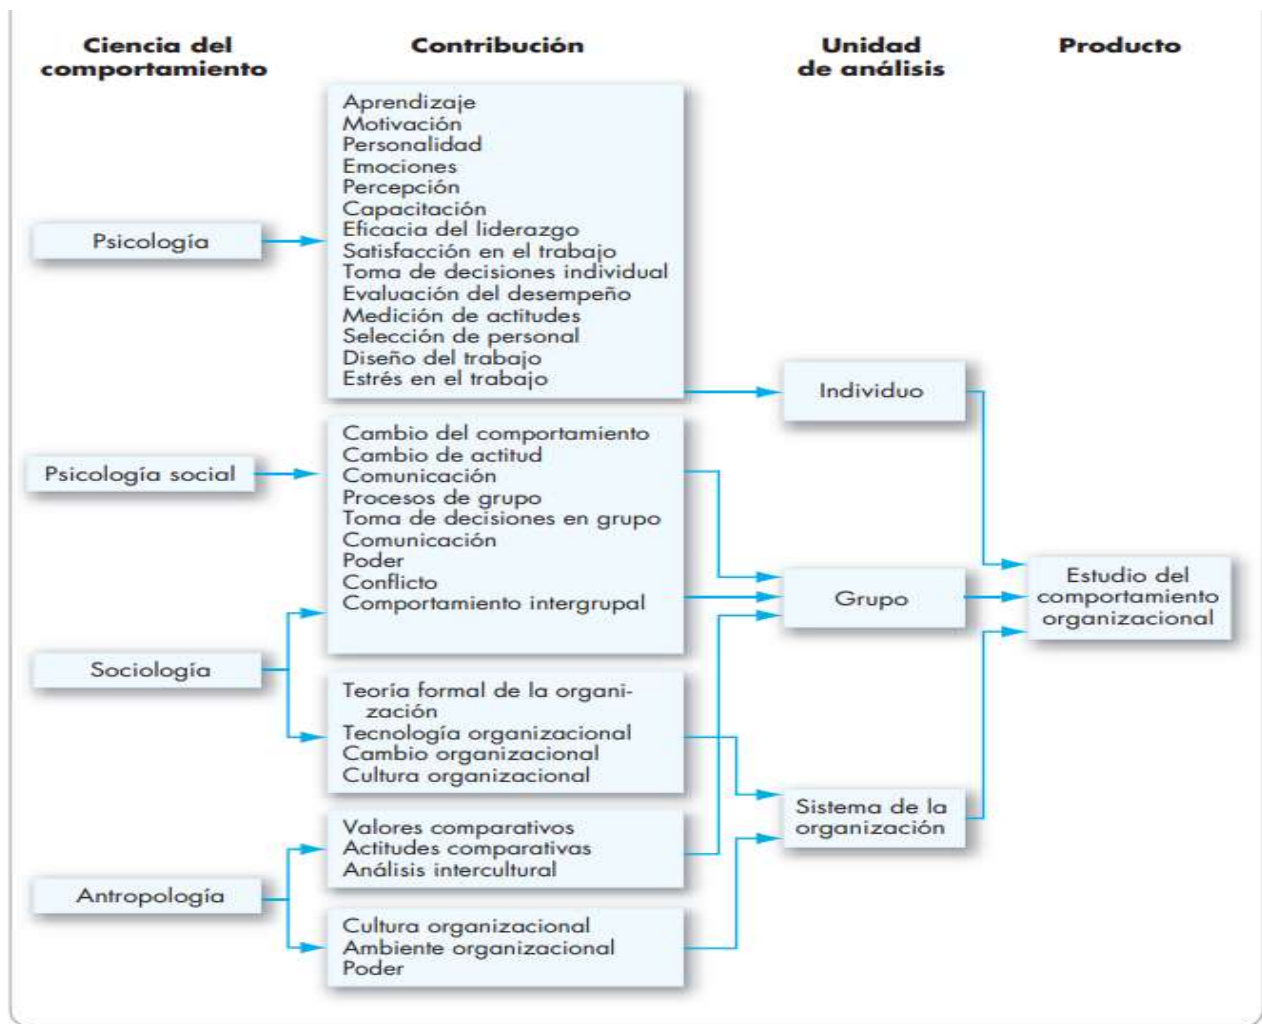 Ciencia del
comportamiento
Contribución
Unidad
de análisis
Producto
Psicología
Aprendizaje
Motivación
Personalidad
Emociones
Percepción
Capacitación
Eficacia del liderazgo
Satisfacción en el trabajo
Toma de decisiones individual
Evaluación del desempeño
Medición de actitudes
Selección de personal
Diseño del trabajo
Estrés en el trabajo
Individuo
Psicología social
Cambio del comportamiento
Cambio de actitud
Comunicación
Procesos de grupo
Toma de decisiones en grupo
Comunicación
Poder
Conflicto
Comportamiento intergrupal
Grupo
Estudio del
comportamiento
organizacional
Sociología
Teoría formal de la organi-
zación
Tecnología organizacional
Cambio organizacional
Cultura organizacional
Sistema de la
organización
Antropología
Valores comparativos
Actitudes comparativas
Análisis intercultural
Cultura organizacional
Ambiente organizacional
Poder